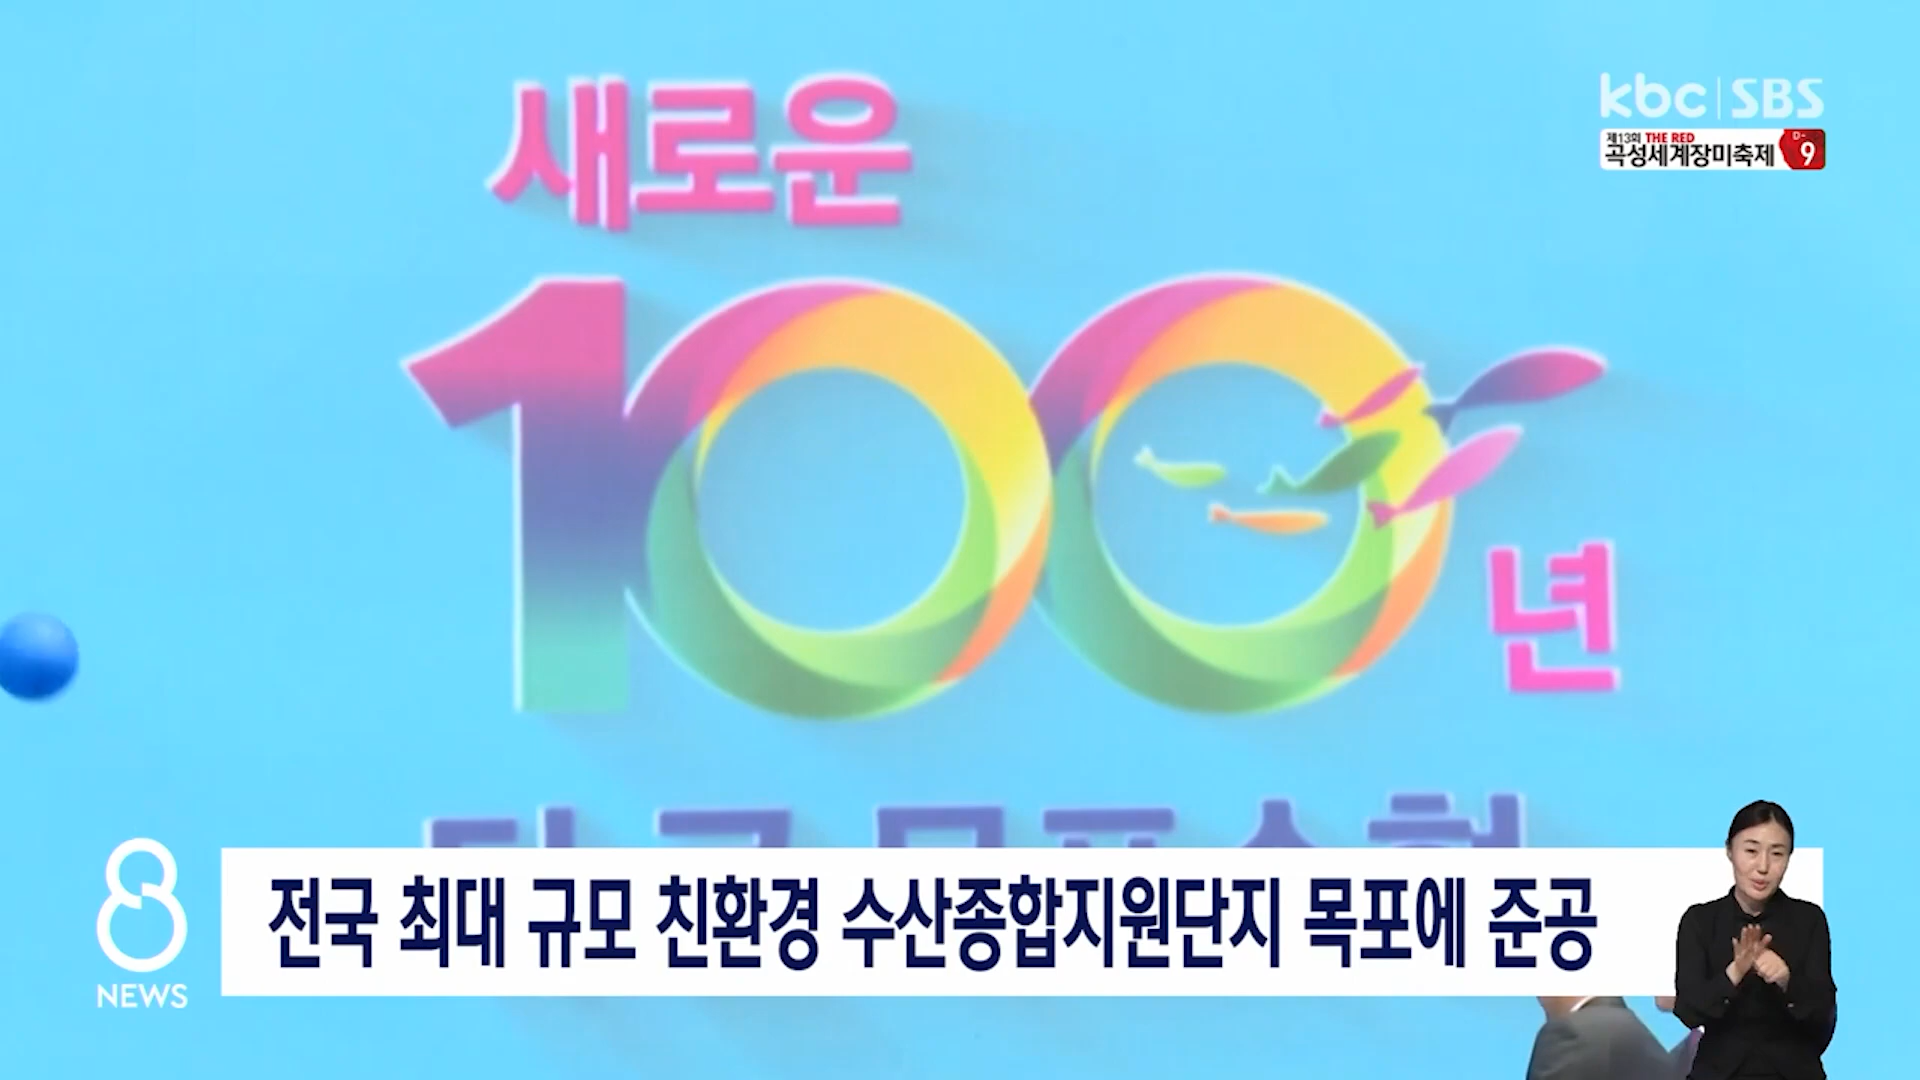 새로운
100년
kbc SBS
제13회 THE RED
곡성세계장미축제
D-
9
8
NEWS
전국 최대 규모 친환경 수산종합지원단지 목포에 준공